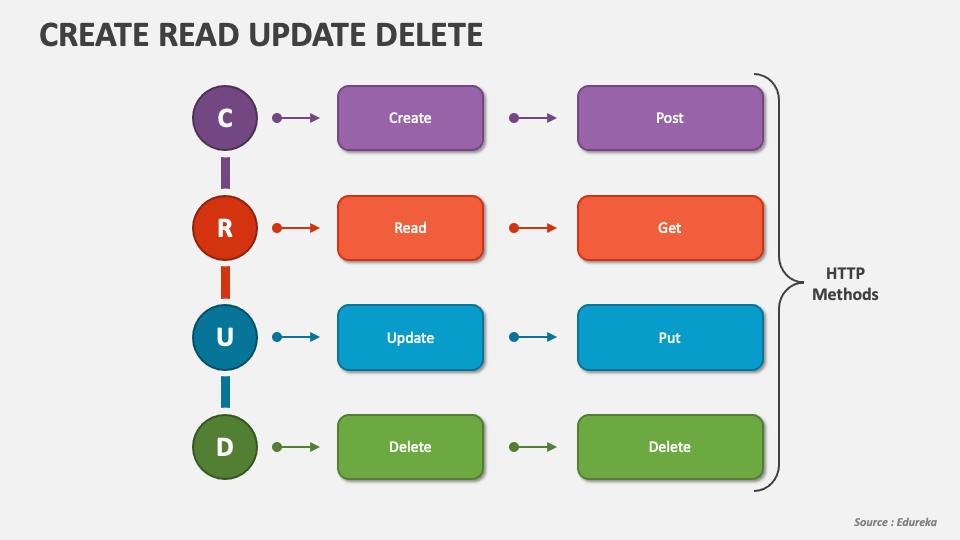 CREATE READ UPDATE DELETE
C
Create
Post
R
Read
Get
U
Update
Put
D
Delete
Delete
HTTP
Methods
Source : Edureka